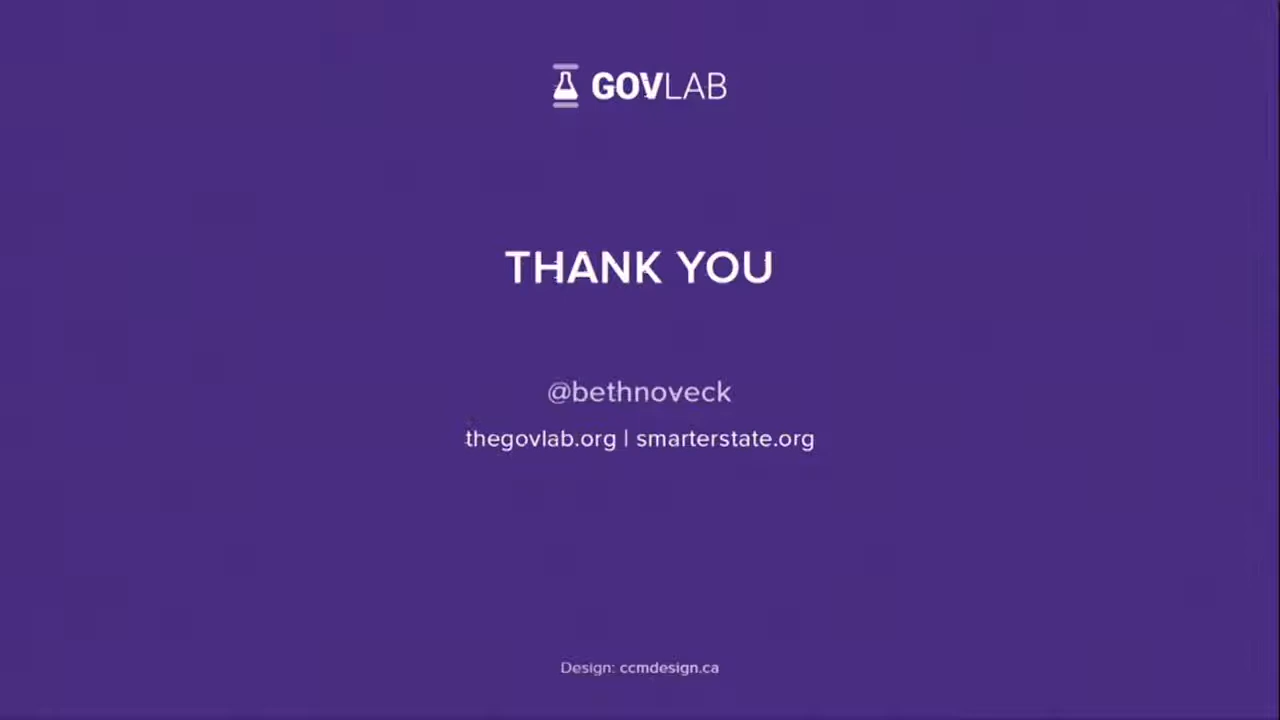 GOVLAB
THANK YOU
@bethnoveck
thegovlab.org | smarterstate.org
Design: ccmdesign.ca